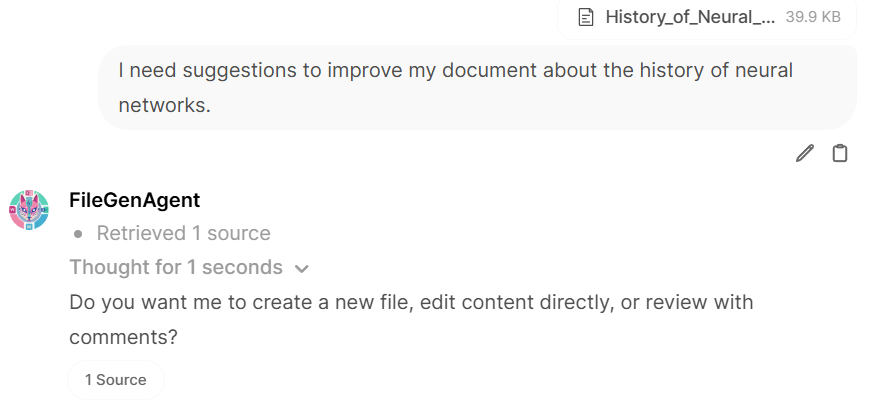 History_of_Neural_... 39.9 KB
I need suggestions to improve my document about the history of neural
networks.
FileGenAgent
Retrieved 1 source
Thought for 1 seconds
Do you want me to create a new file, edit content directly, or review with
comments?
1 Source